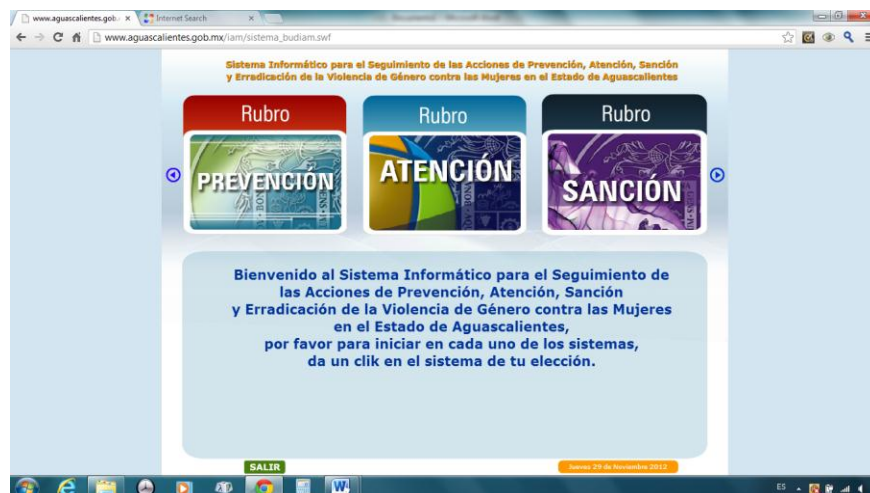 www.aguascalientes.gob.
Internet Search
www.aguascalientes.gob.mx/iam/sistema_budiam.swf
Sistema Informático para el Seguimiento de las Acciones de Prevención, Atención, Sanción
y Erradicación de la Violencia de Género contra las Mujeres en el Estado de Aguascalientes
Rubro
Rubro
Rubro
PREVENCIÓN
ATENCIÓN
SANCIÓN
Bienvenido al Sistema Informático para el Seguimiento de
las Acciones de Prevención, Atención, Sanción
y Erradicación de la Violencia de Género contra las Mujeres
en el Estado de Aguascalientes,
por favor para iniciar en cada uno de los sistemas,
da un clik en el sistema de tu elección.
SALIR
Jueves 29 de Noviembre 2012
ES